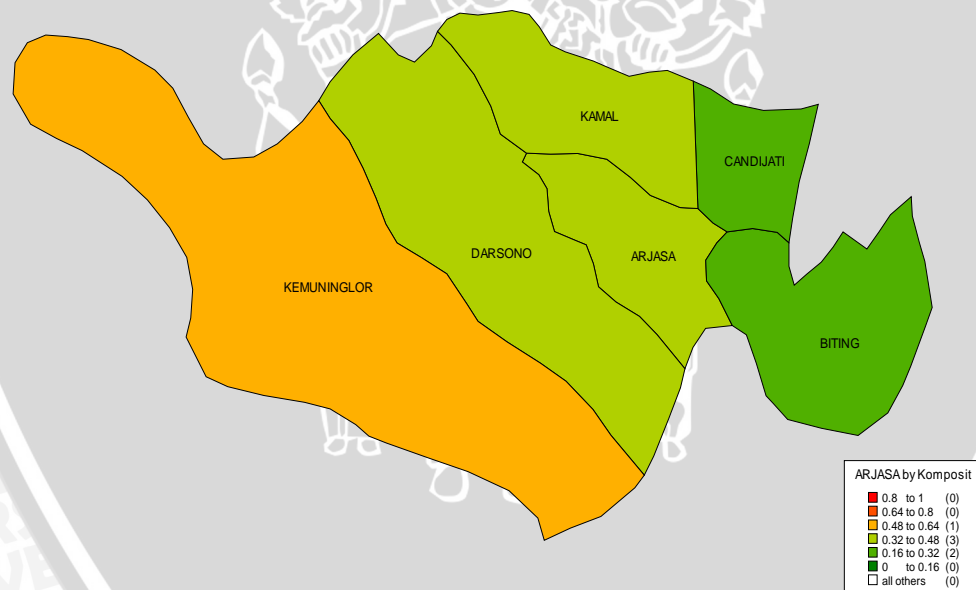 KAMAL
CANDIJATI
DARSONO
ARJASA
KEMUNINGLOR
BITING
ARJASA by Komposit
0.8 to 1 (0)
0.64 to 0.8 (0)
0.48 to 0.64 (1)
0.32 to 0.48 (3)
0.16 to 0.32 (2)
0 to 0.16 (0)
all others (0)